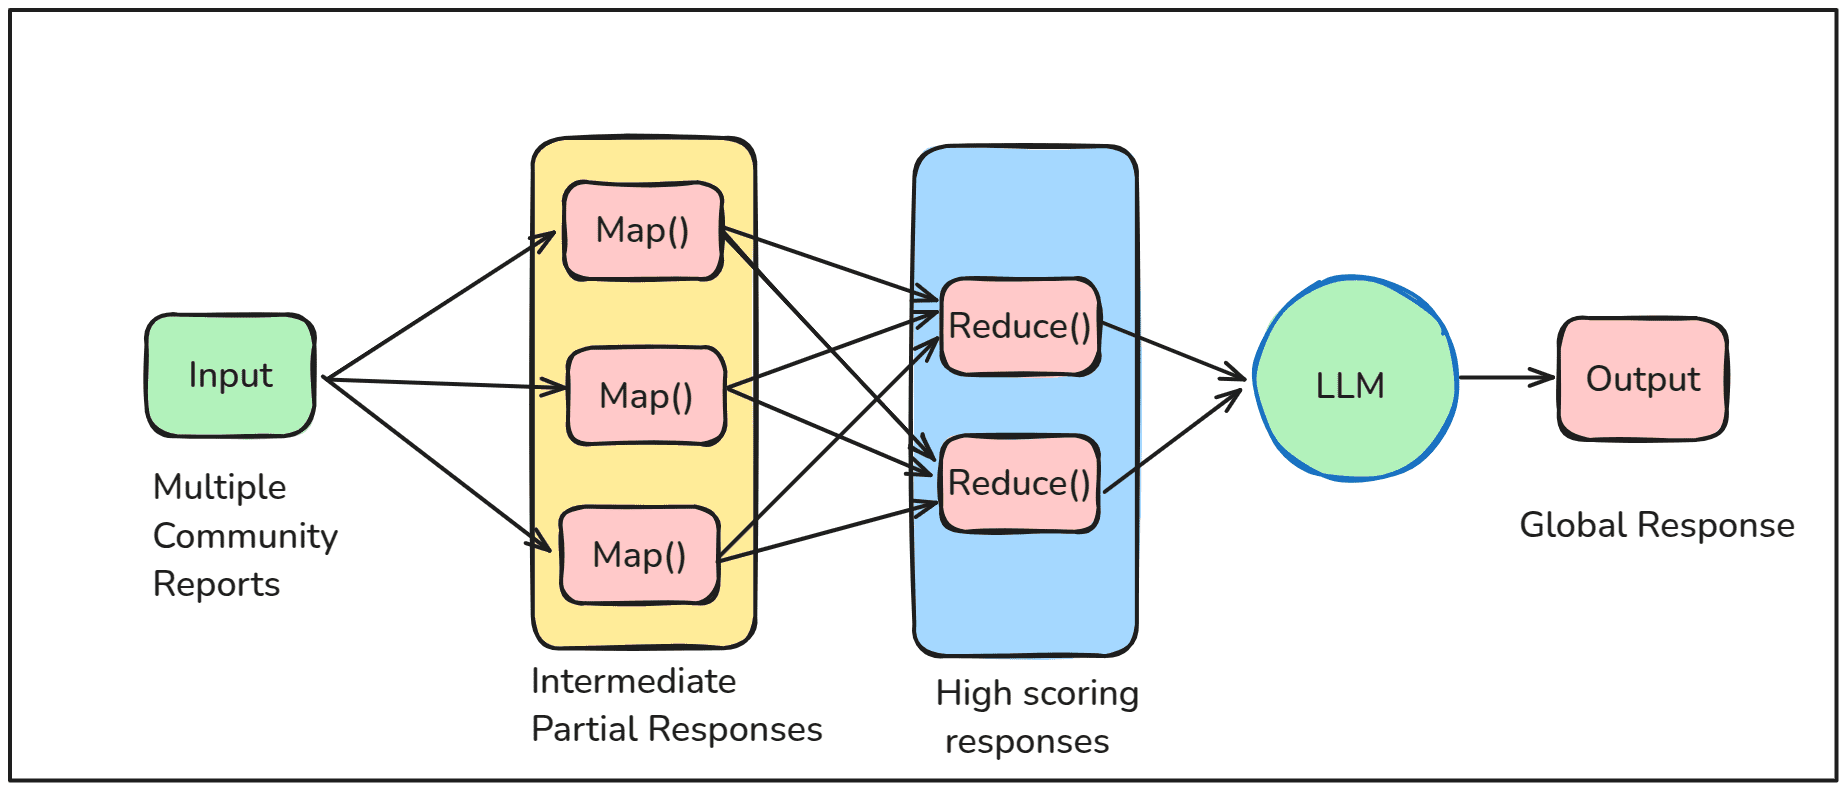 Input
Multiple
Community
Reports
Map()
Map()
Map()
Intermediate
Partial Responses
Reduce()
Reduce()
High scoring
responses
LLM
Output
Global Response